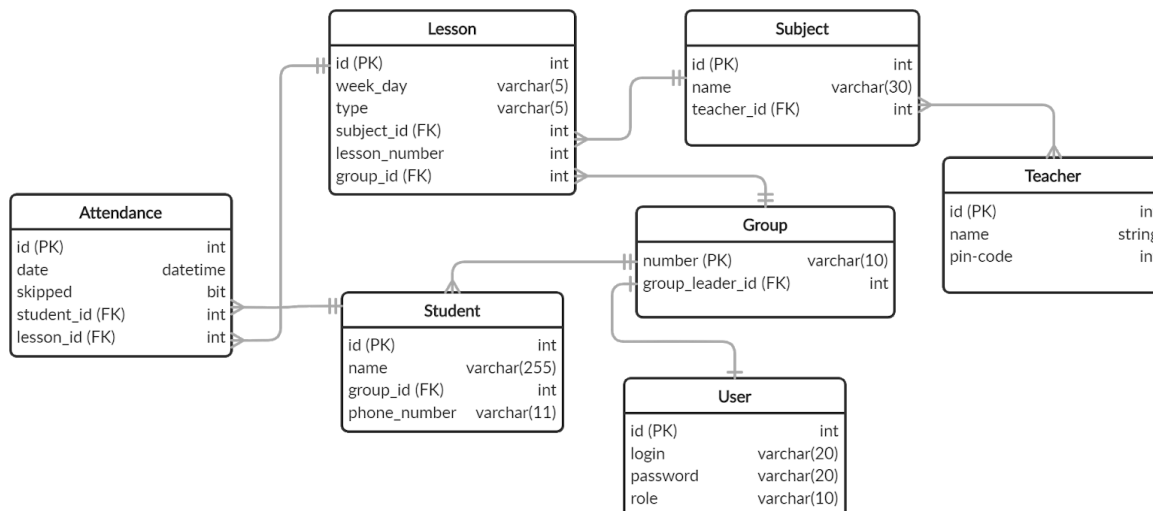 Lesson
id (PK) int
week_day varchar(5)
type varchar(5)
subject_id (FK) int
lesson_number int
group_id (FK) int
Subject
id (PK) int
name varchar(30)
teacher_id (FK) int
Teacher
id (PK) in
name string
pin-code in
Attendance
id (PK) int
date datetime
skipped bit
student_id (FK) int
lesson_id (FK) int
Group
number (PK) varchar(10)
group_leader_id (FK) int
Student
id (PK) int
name varchar(255)
group_id (FK) int
phone_number varchar(11)
User
id (PK) int
login varchar(20)
password varchar(20)
role varchar(10)